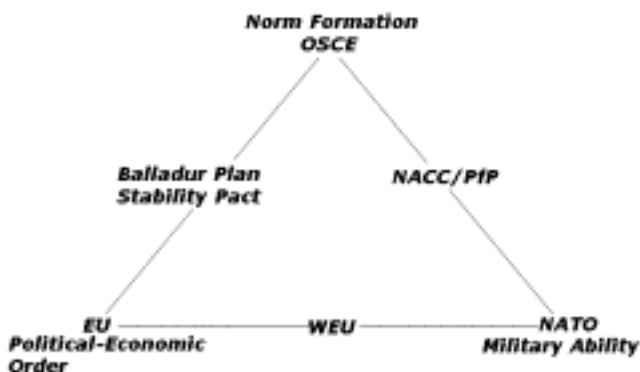 Norm Formation
OSCE
Balladur Plan
Stability Pact
NACC/PfP
EU
Political-Economic
Order
WEU
NATO
Military Ability